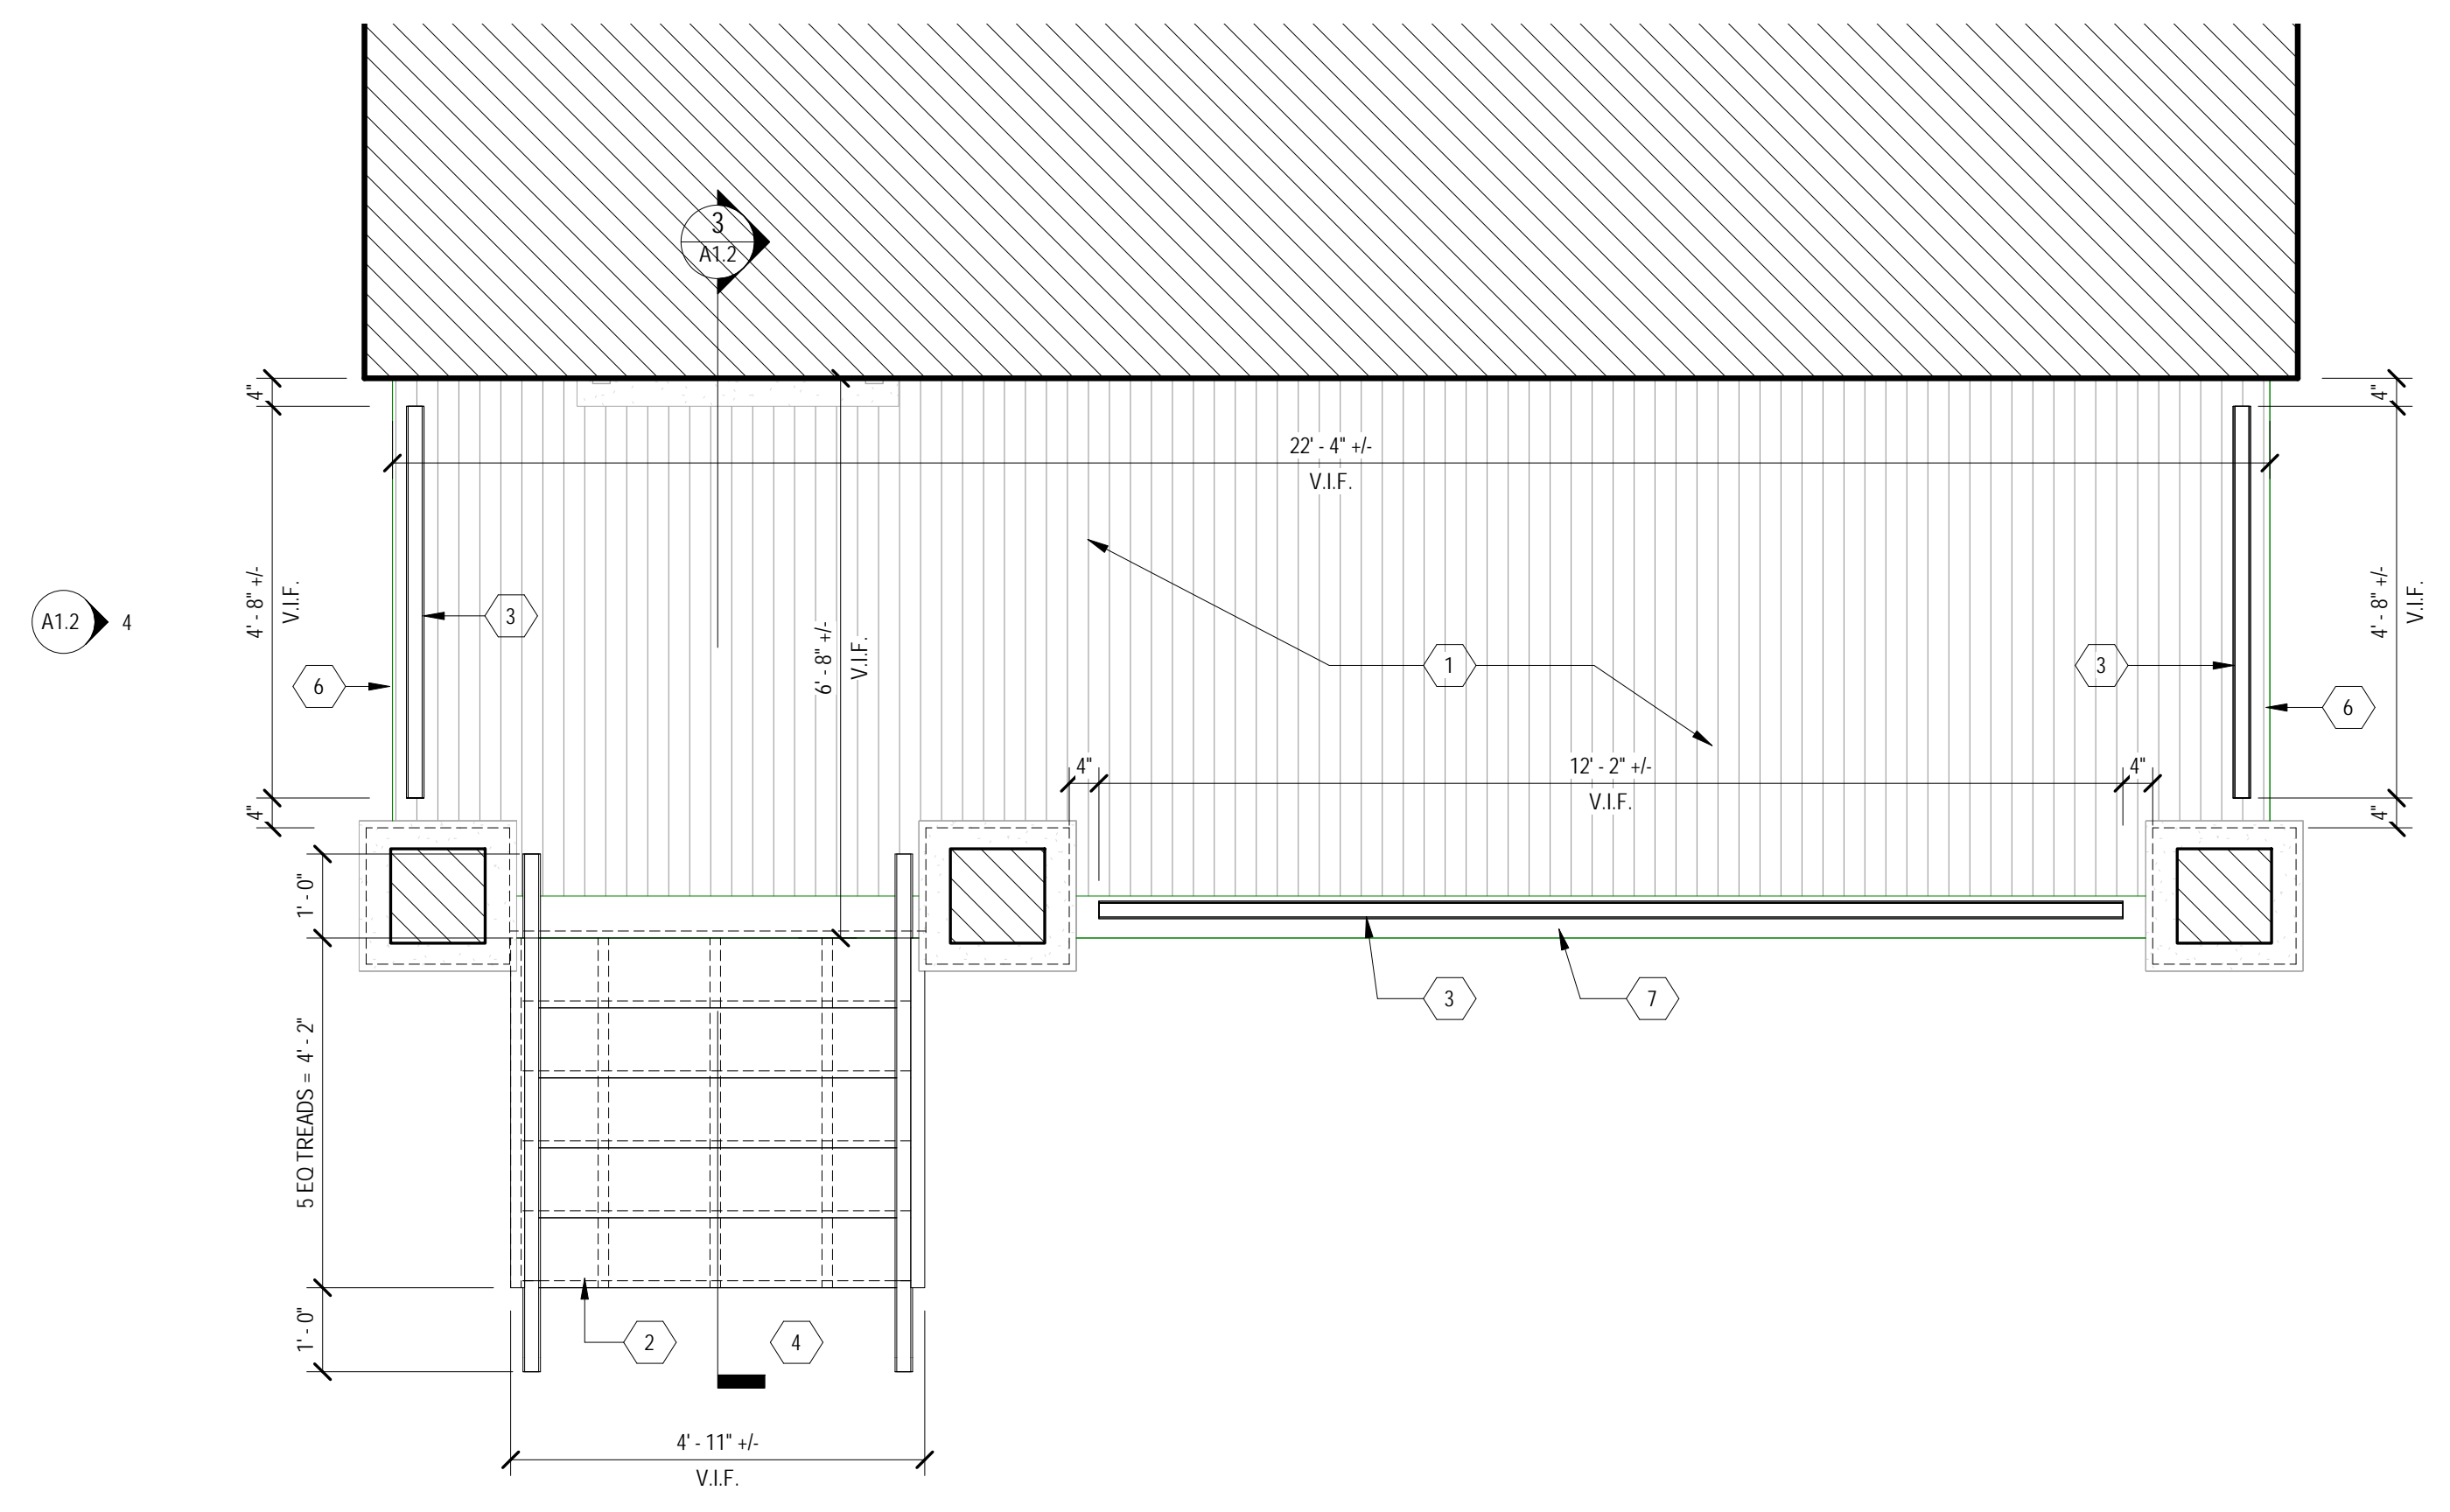 3
A1.2
4"
4"
22' - 4" +/-
V.I.F.
4' - 8" +/-
V.I.F.
3
A1.2
4
6' - 8" +/-
V.I.F.
1
3
4' - 8" +/-
V.I.F.
6
6
4"
12' - 2" +/-
V.I.F.
4"
4"
4"
1' - 0"
3
7
5 EQ TREADS = 4' - 2"
1' - 0"
2
4
4' - 11" +/-
V.I.F.